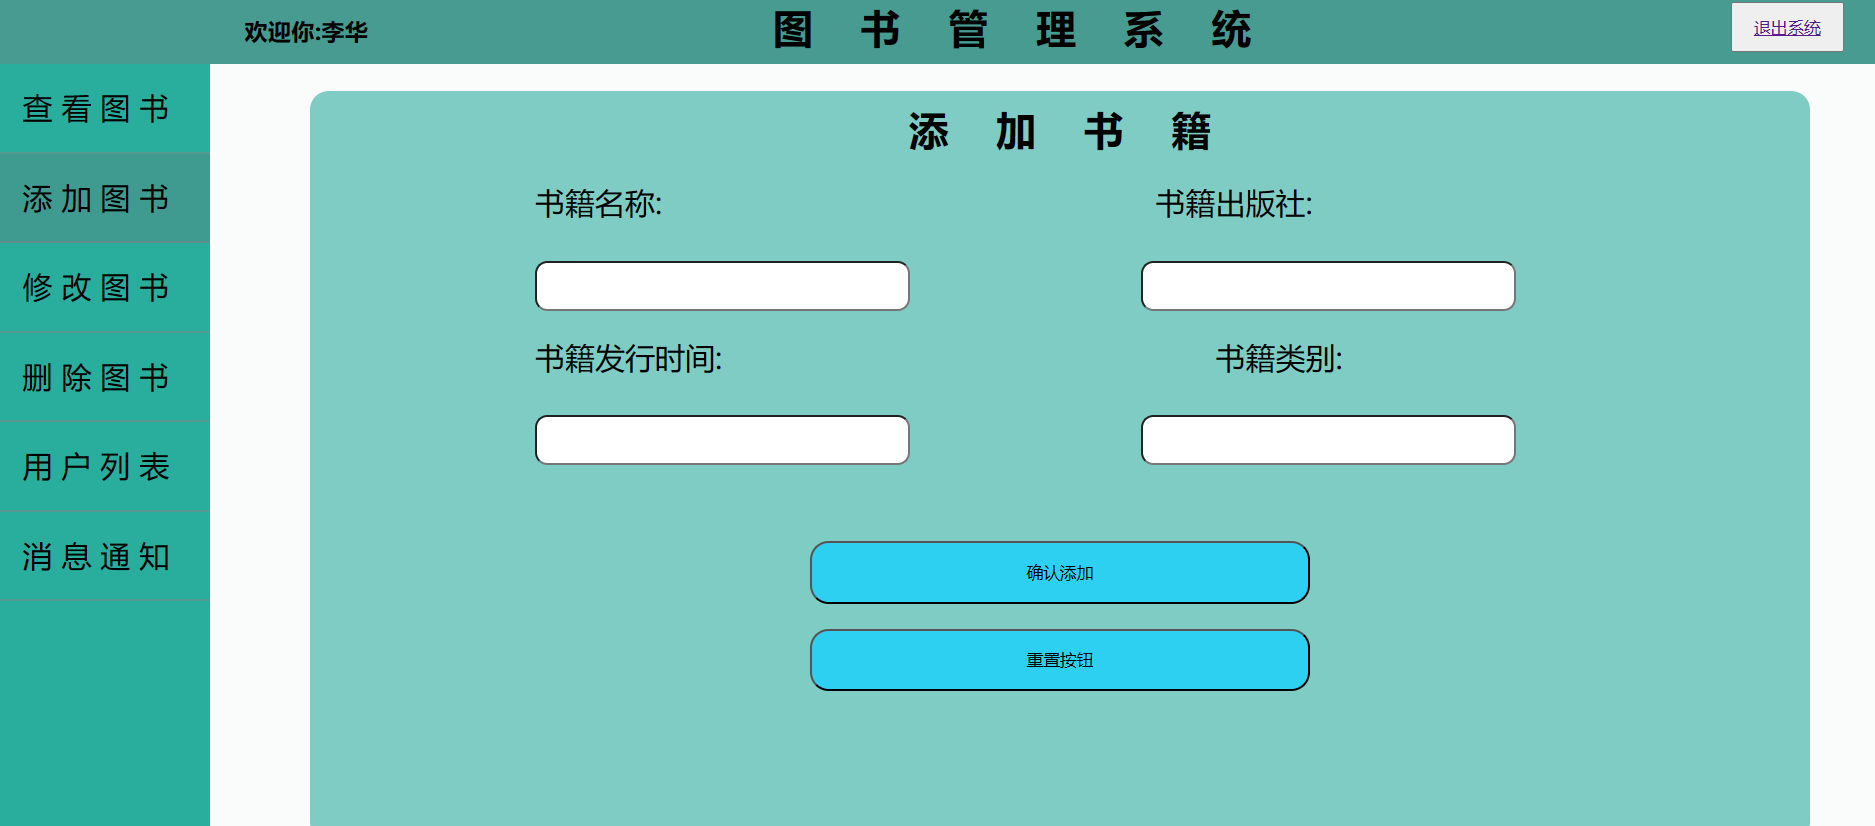 欢迎你:李华
图 书 管 理 系 统
退出系统
查看图书
添加图书
修改图书
删除图书
用户列表
消息通知
添 加 书 籍
书籍名称:
书籍出版社:
书籍发行时间:
书籍类别:
确认添加
重置按钮